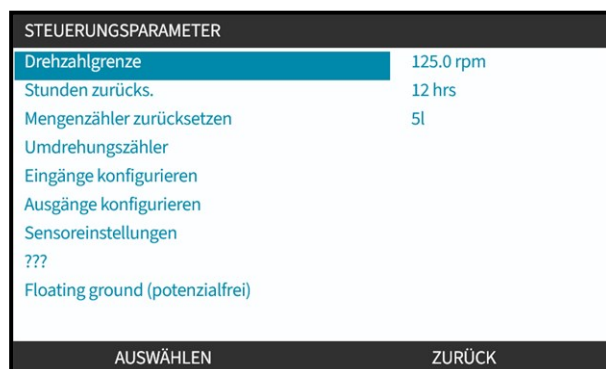 STEUERUNGSPARAMETER
Drehzahlgrenze 125.0 rpm
Stunden zurücks. 12 hrs
Mengenzähler zurücksetzen 5l
Umdrehungszähler
Eingänge konfigurieren
Ausgänge konfigurieren
Sensoreinstellungen
???
Floating ground (potenzialfrei)
AUSWÄHLEN ZURÜCK